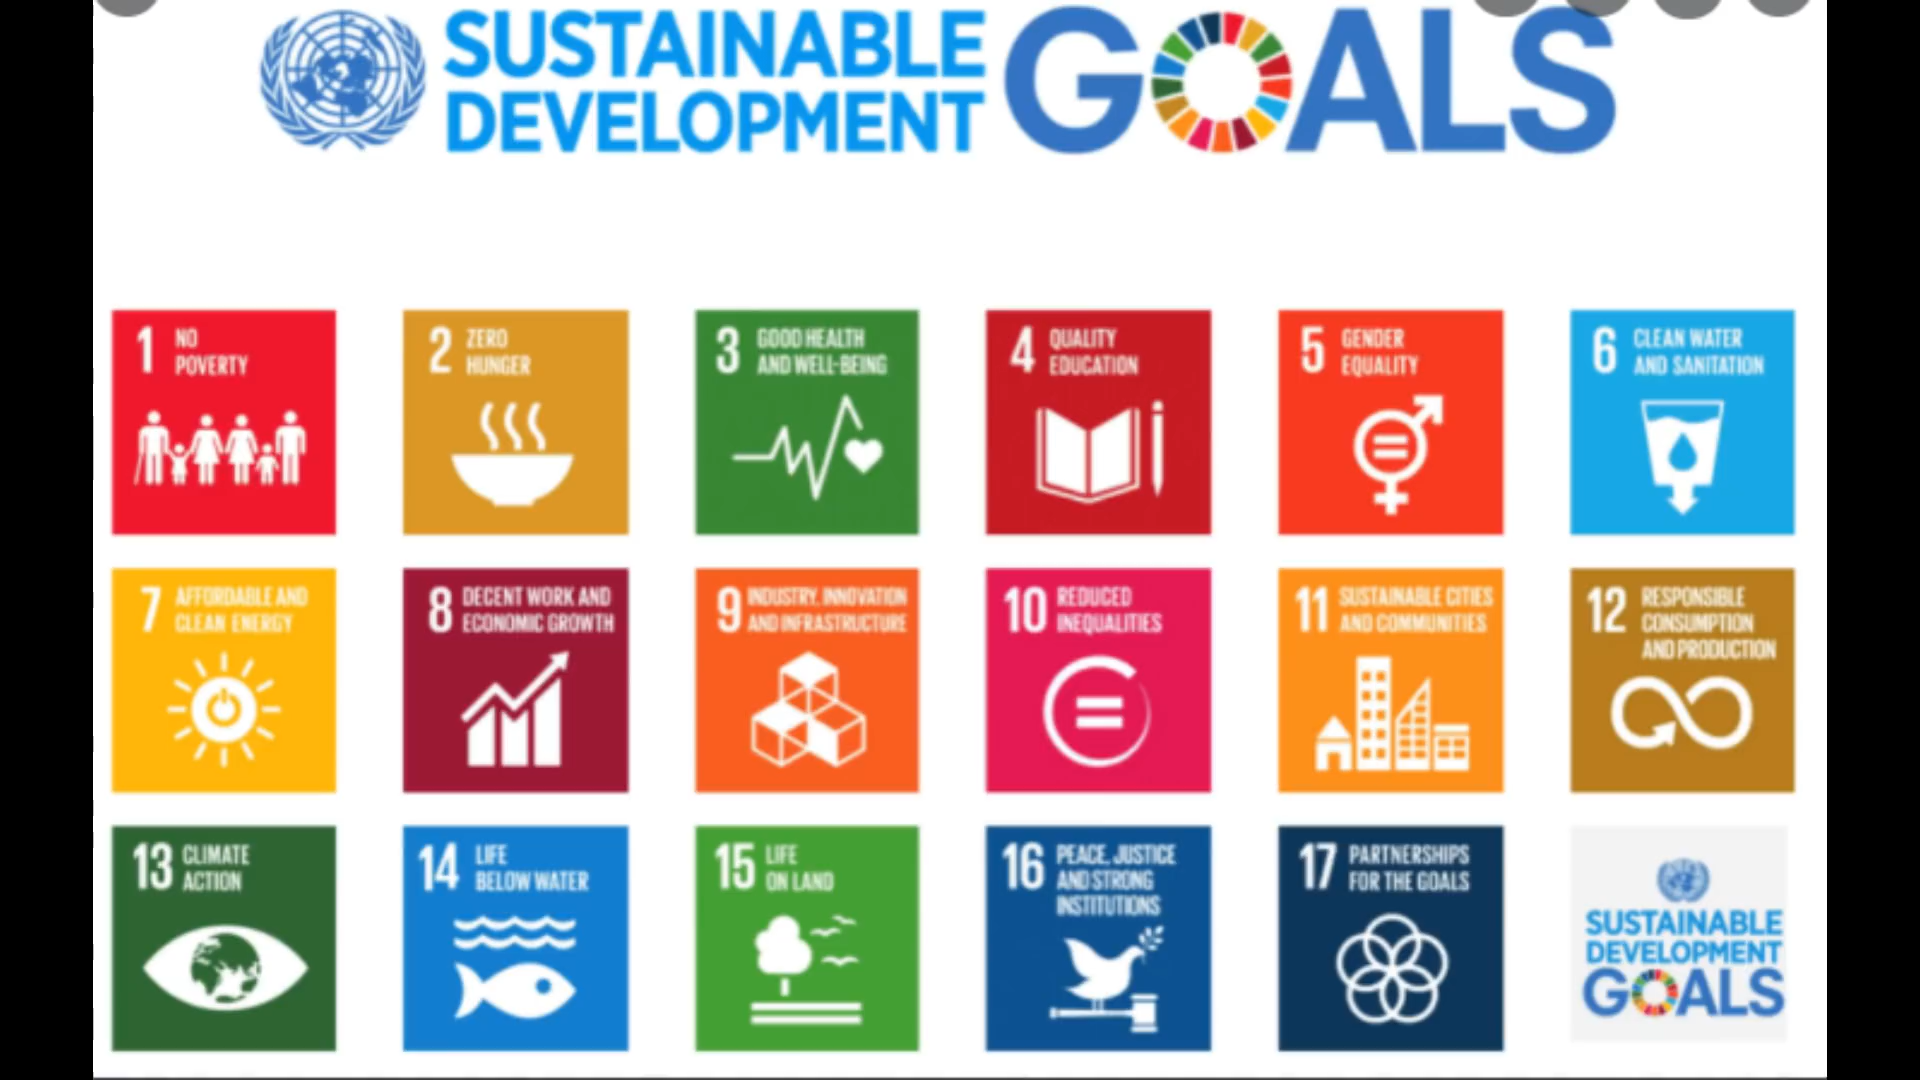 SUSTAINABLE
DEVELOPMENT
GOALS
1 NO
POVERTY
2 ZERO
HUNGER
3 GOOD HEALTH
AND WELL-BEING
4 QUALITY
EDUCATION
5 GENDER
EQUALITY
6 CLEAN WATER
AND SANITATION
7 AFFORDABLE AND
CLEAN ENERGY
8 DECENT WORK AND
ECONOMIC GROWTH
9 INDUSTRY, INNOVATION
AND INFRASTRUCTURE
10 REDUCED
INEQUALITIES
11 SUSTAINABLE CITIES
AND COMMUNITIES
12 RESPONSIBLE
CONSUMPTION
AND PRODUCTION
13 CLIMATE
ACTION
14 LIFE
BELOW WATER
15 LIFE
ON LAND
16 PEACE, JUSTICE
AND STRONG
INSTITUTIONS
17 PARTNERSHIPS
FOR THE GOALS
SUSTAINABLE
DEVELOPMENT
GOALS